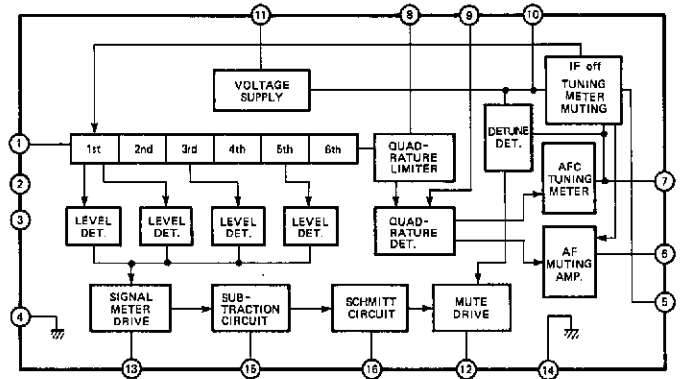 11
8
9
10
VOLTAGE
SUPPLY
IF off
TUNING
METER
MUTING
DETUNE
DET.
1
1st
2nd
3rd
4th
5th
6th
QUAD-
RATURE
LIMITER
AFC
TUNING
METER
7
2
3
LEVEL
DET.
LEVEL
DET.
LEVEL
DET.
LEVEL
DET.
QUAD-
RATURE
DET.
AF
MUTING
AMP.
6
5
4
SIGNAL
METER
DRIVE
SUB-
TRACTION
CIRCUIT
SCHMITT
CIRCUIT
MUTE
DRIVE
13
15
16
12
14